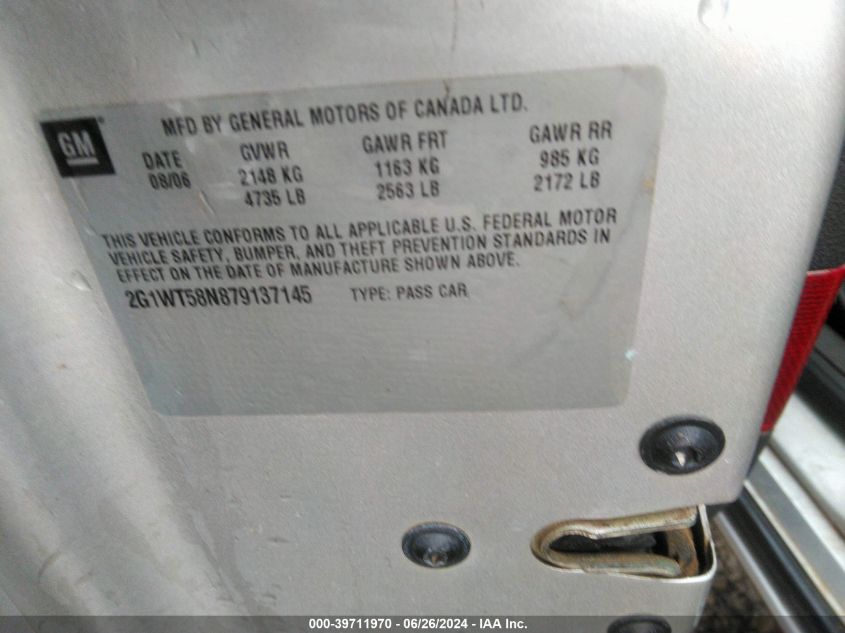 MFD BY GENERAL MOTORS OF CANADA LTD.
GM
DATE GVWR GAWR FRT GAWR RR
08/06 2148 KG 1163 KG 985 KG
4735 LB 2563 LB 2172 LB
THIS VEHICLE CONFORMS TO ALL APPLICABLE U.S. FEDERAL MOTOR
VEHICLE SAFETY, BUMPER, AND THEFT PREVENTION STANDARDS IN
EFFECT ON THE DATE OF MANUFACTURE SHOWN ABOVE.
2G1WT58N879137145 TYPE: PASS CAR
000-39711970 / 06/26/2024 - IAA Inc.